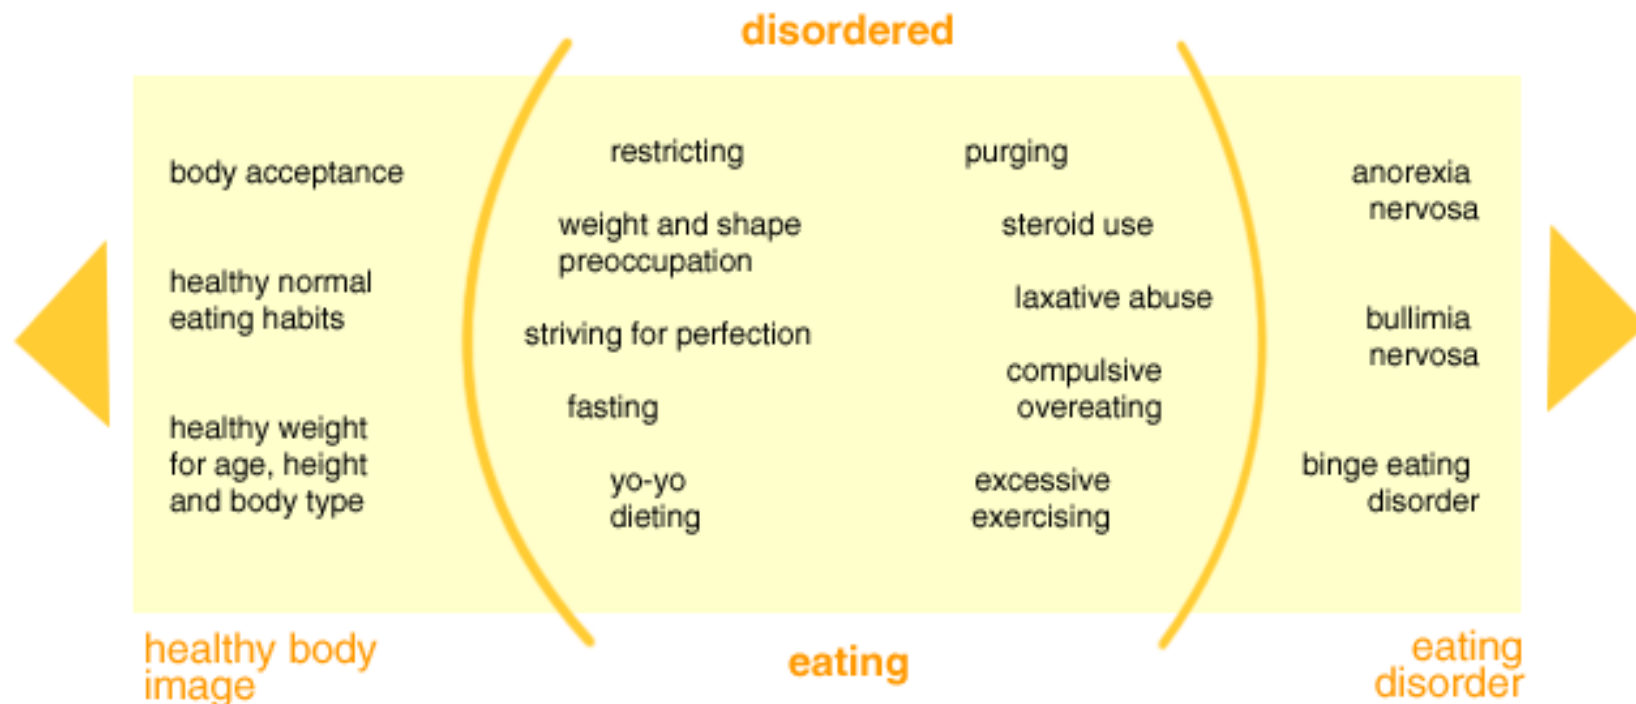 disordered
body acceptance
healthy normal
eating habits
healthy weight
for age, height
and body type
restricting
weight and shape
preoccupation
striving for perfection
fasting
yo-yo
dieting
purging
steroid use
laxative abuse
compulsive
overeating
excessive
exercising
anorexia
nervosa
bullimia
nervosa
binge eating
disorder
healthy body
image
eating
eating
disorder